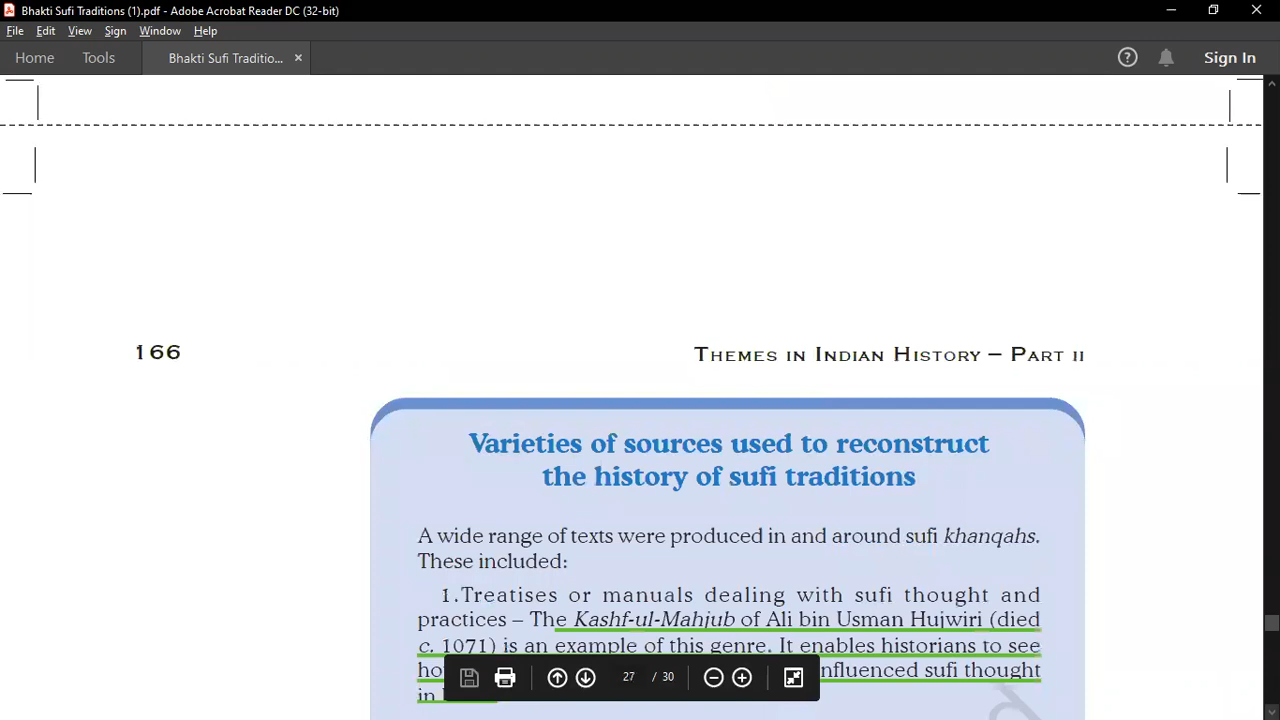 Bhakti Sufi Traditions (1).pdf - Adobe Acrobat Reader DC (32-bit)
File Edit View Sign Window Help
Home Tools Bhakti Sufi Traditio... × Sign In
166 THEMES IN INDIAN HISTORY – PART II
Varieties of sources used to reconstruct
the history of sufi traditions
A wide range of texts were produced in and around sufi khanqahs.
These included:
1.Treatises or manuals dealing with sufi thought and
practices – The Kashf-ul-Mahjub of Ali bin Usman Hujwiri (died
c. 1071) is an example of this genre. It enables historians to see
influenced sufi thought
in
27 / 30